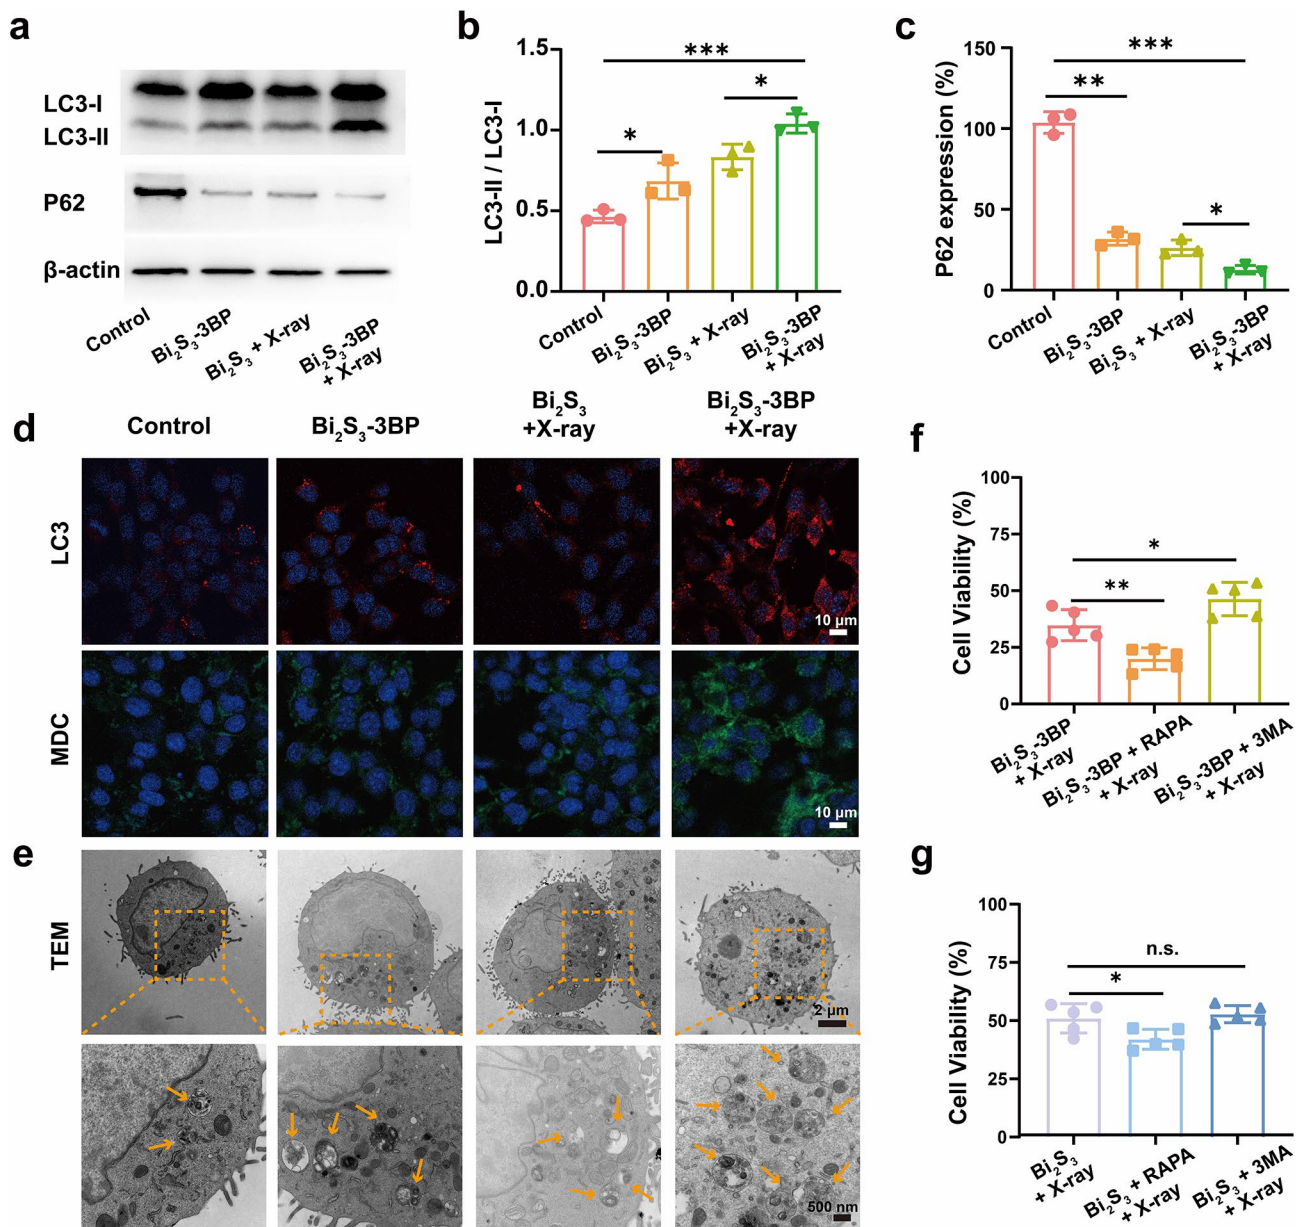 a
LC3-I
LC3-II
P62
β-actin
Control
Bi₂S₃-3BP
Bi₂S₃ + X-ray
Bi₂S₃-3BP
+ X-ray
b
LC3-II / LC3-I
1.5
1.0
0.5
0.0
***
*
*
Control
Bi₂S₃-3BP
Bi₂S₃ + X-ray
Bi₂S₃-3BP
+ X-ray
c
P62 expression (%)
150
100
50
0
***
**
*
Control
Bi₂S₃-3BP
Bi₂S₃ + X-ray
Bi₂S₃-3BP
+ X-ray
d
Control
Bi₂S₃-3BP
Bi₂S₃
+X-ray
Bi₂S₃-3BP
+X-ray
LC3
10 μm
MDC
10 μm
e
TEM
2 μm
500 nm
f
Cell Viability (%)
100
75
50
25
0
*
**
Bi₂S₃-3BP
+ X-ray
Bi₂S₃-3BP + RAPA
+ X-ray
Bi₂S₃-3BP + 3MA
+ X-ray
g
Cell Viability (%)
100
75
50
25
0
n.s.
*
Bi₂S₃
+ X-ray
Bi₂S₃ + RAPA
+ X-ray
Bi₂S₃ + 3MA
+ X-ray